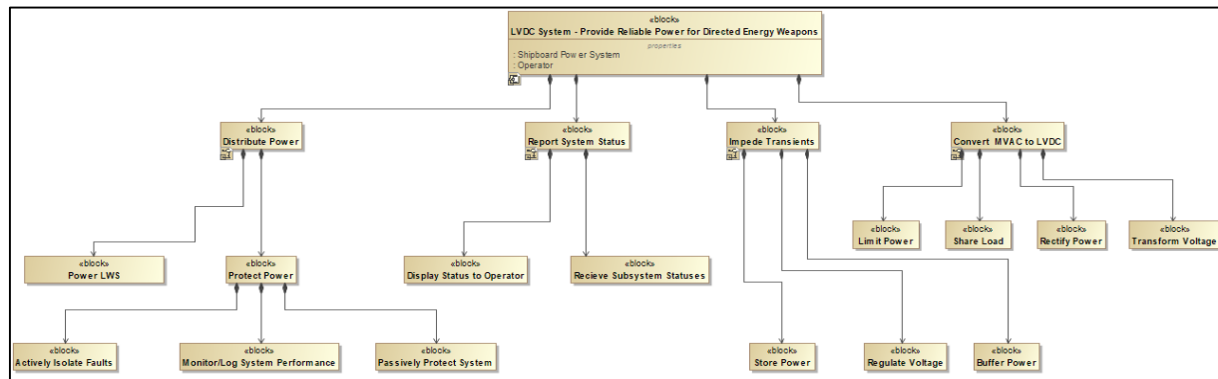 «block»
LVDC System - Provide Reliable Power for Directed Energy Weapons
properties
: Shipboard Power System
: Operator
«block»
Distribute Power
«block»
Report System Status
«block»
Impede Transients
«block»
Convert MVAC to LVDC
«block»
Limit Power
«block»
Share Load
«block»
Rectify Power
«block»
Transform Voltage
«block»
Power LWS
«block»
Protect Power
«block»
Display Status to Operator
«block»
Recieve Subsystem Statuses
«block»
Actively Isolate Faults
«block»
Monitor/Log System Performance
«block»
Passively Protect System
«block»
Store Power
«block»
Regulate Voltage
«block»
Buffer Power